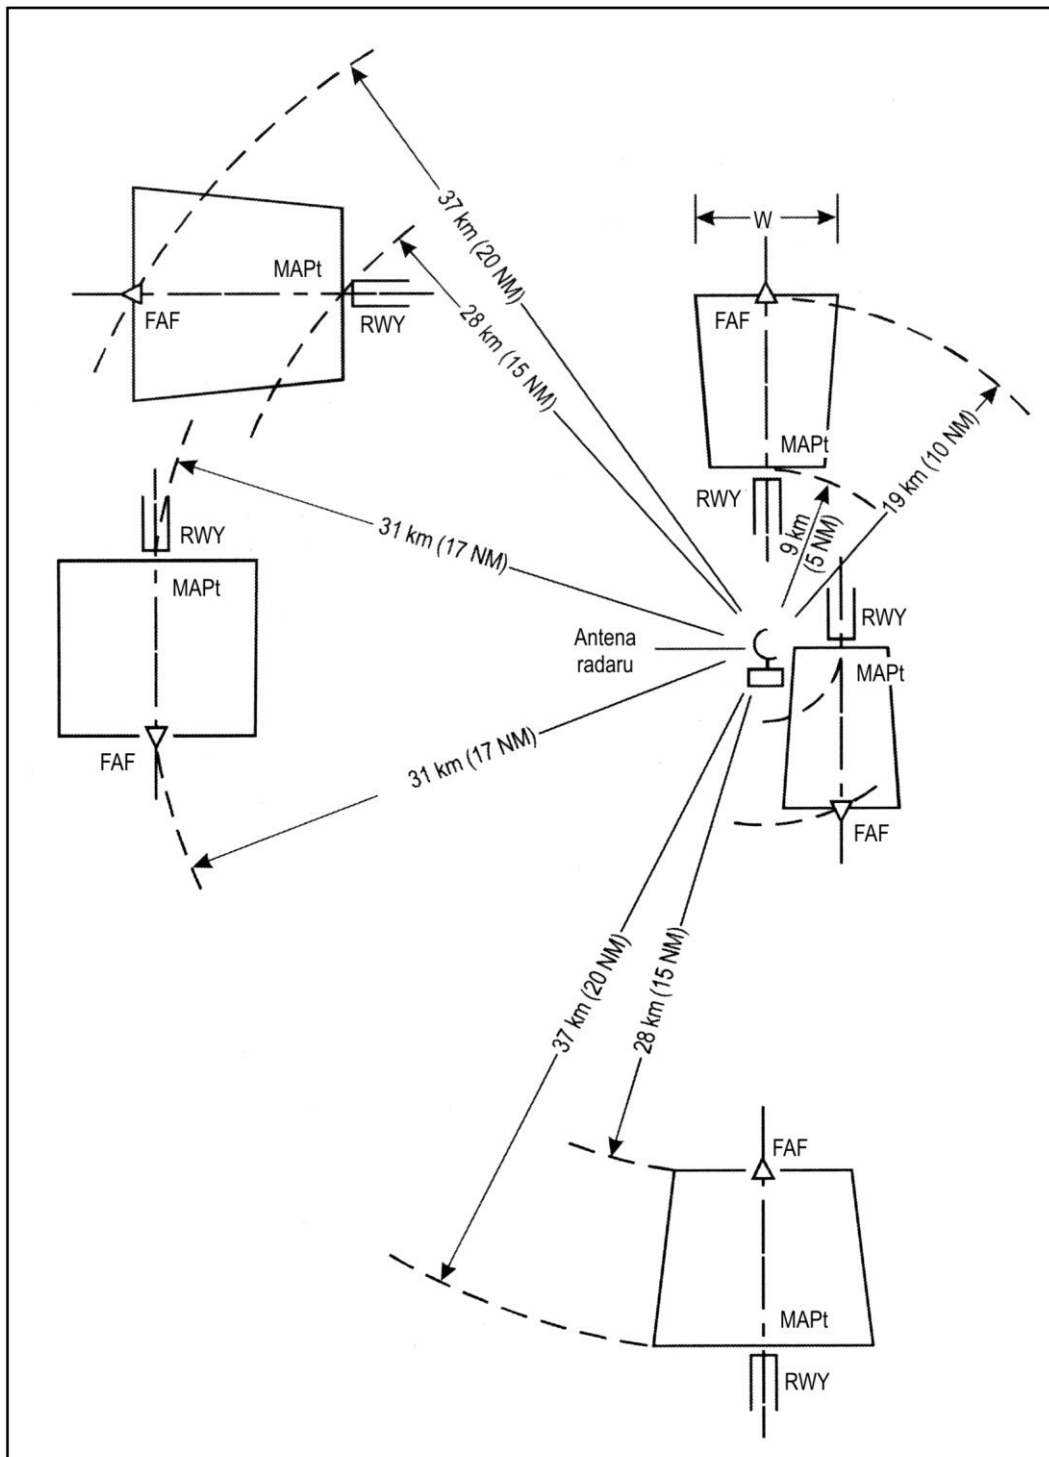 37 km (20 NM)
28 km (15 NM)
MAPt
FAF
RWY
W
FAF
MAPt
RWY
19 km (10 NM)
9 km
(5 NM)
RWY
MAPt
31 km (17 NM)
RWY
MAPt
FAF
31 km (17 NM)
Antena
radaru
FAF
37 km (20 NM)
28 km (15 NM)
FAF
MAPt
RWY